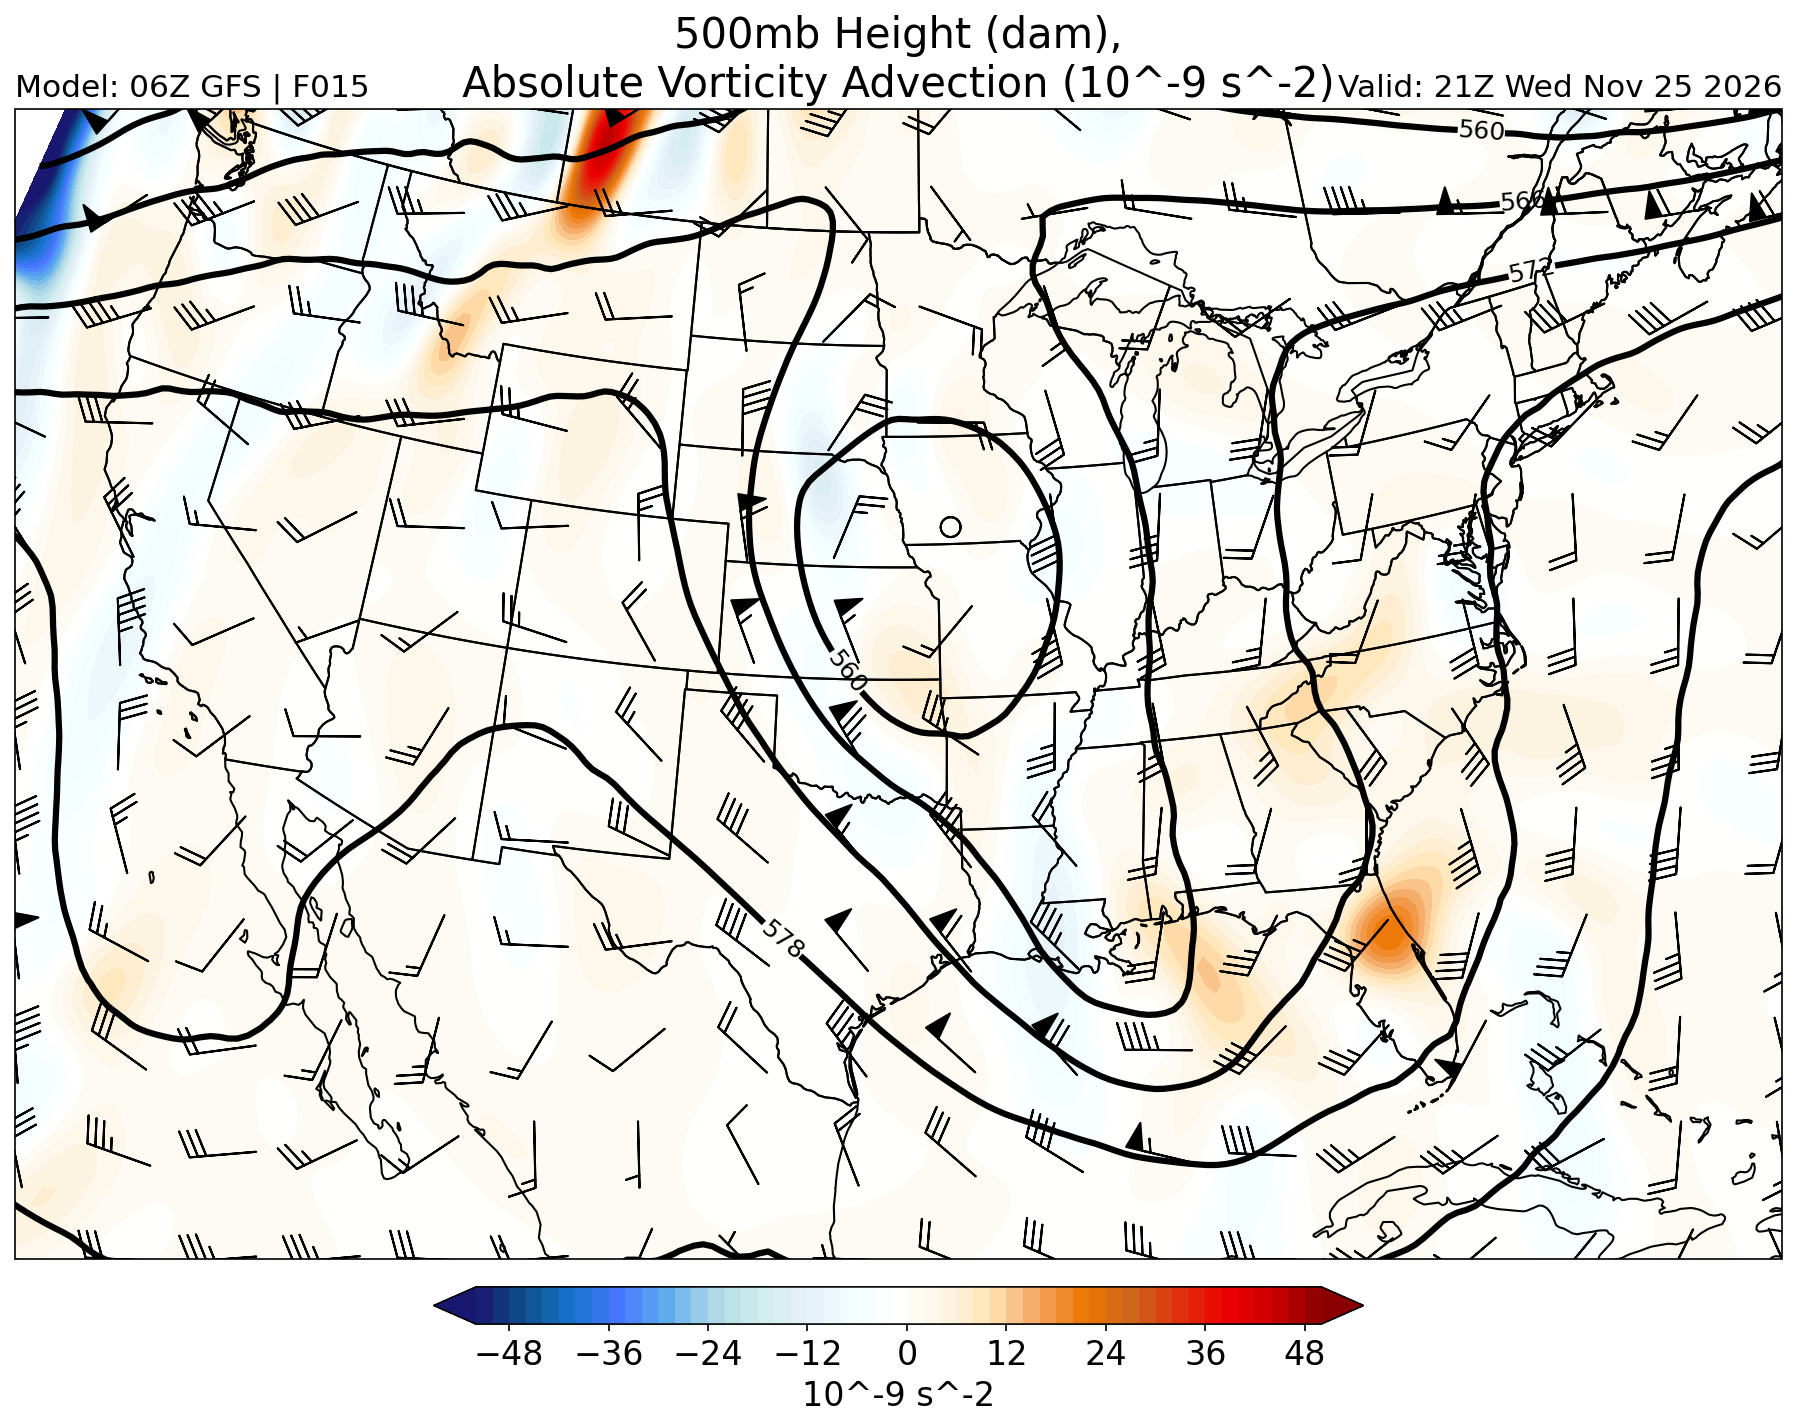 500mb Height (dam),
Model: 06Z GFS | F015
Absolute Vorticity Advection (10^-9 s^-2)
Valid: 21Z Wed Nov 25 2026
560
566
572
560
578
−48 −36 −24 −12 0 12 24 36 48
10^-9 s^-2